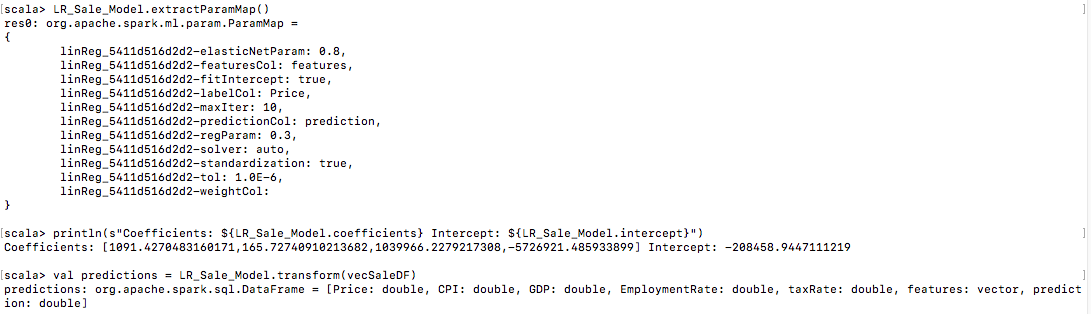 [scala> LR_Sale_Model.extractParamMap()                                ]
res0: org.apache.spark.ml.param.ParamMap =
{
        linReg_5411d516d2d2-elasticNetParam: 0.8,
        linReg_5411d516d2d2-featuresCol: features,
        linReg_5411d516d2d2-fitIntercept: true,
        linReg_5411d516d2d2-labelCol: Price,
        linReg_5411d516d2d2-maxIter: 10,
        linReg_5411d516d2d2-predictionCol: prediction,
        linReg_5411d516d2d2-regParam: 0.3,
        linReg_5411d516d2d2-solver: auto,
        linReg_5411d516d2d2-standardization: true,
        linReg_5411d516d2d2-tol: 1.0E-6,
        linReg_5411d516d2d2-weightCol:
}
[scala> println(s"Coefficients: ${LR_Sale_Model.coefficients} Intercept: ${LR_Sale_Model.intercept}")                                ]
Coefficients: [1091.4270483160171,165.72740910213682,1039966.2279217308,-5726921.485933899] Intercept: -208458.9447111219
[scala> val predictions = LR_Sale_Model.transform(vecSaleDF)                                ]
predictions: org.apache.spark.sql.DataFrame = [Price: double, CPI: double, GDP: double, EmploymentRate: double, taxRate: double, features: vector, predict
ion: double]